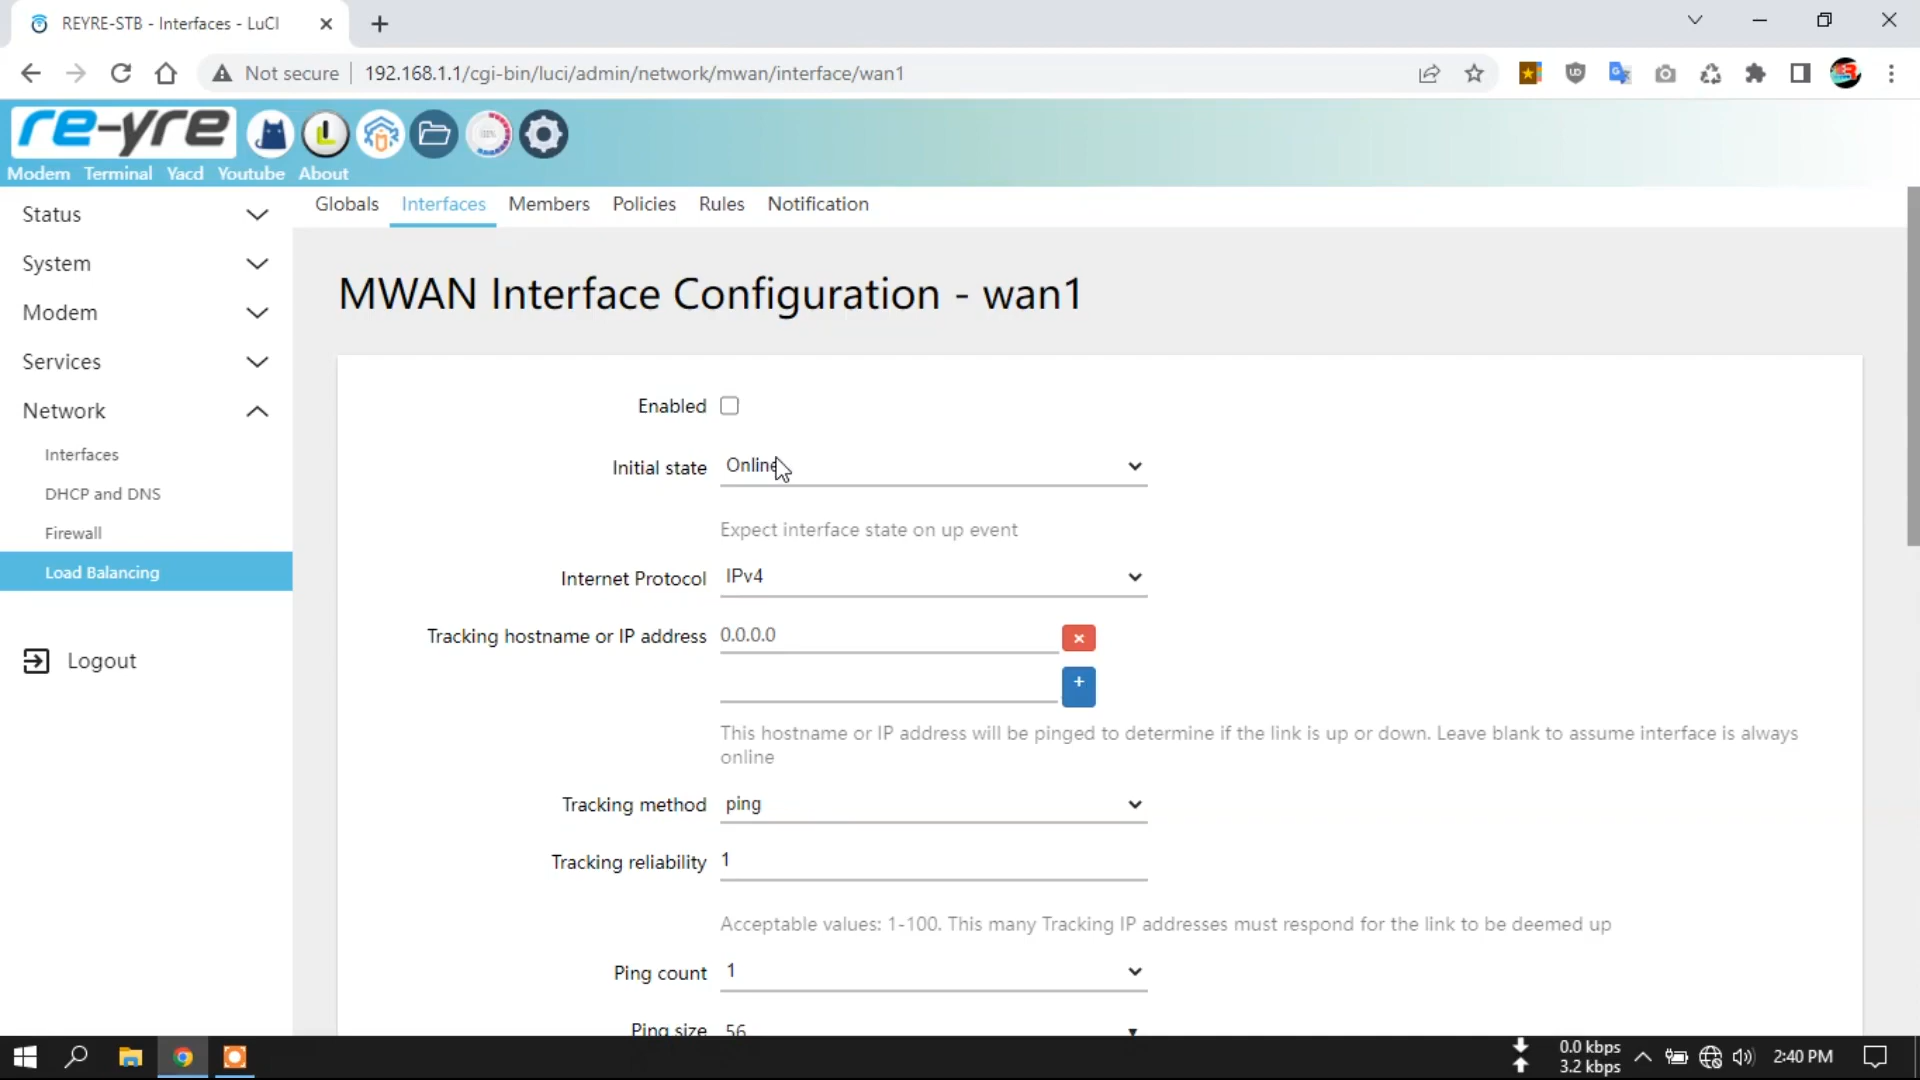 REYRE-STB - Interfaces - LuCI
Not secure
192.168.1.1/cgi-bin/luci/admin/network/mwan/interface/wan1
re-yre
100%
Modem Terminal Yacd Youtube About
Globals Interfaces Members Policies Rules Notification
Status
System
Modem
Services
Network
Interfaces
DHCP and DNS
Firewall
Load Balancing
Logout
MWAN Interface Configuration - wan1
Enabled
Initial state Online
Expect interface state on up event
Internet Protocol IPv4
Tracking hostname or IP address 0.0.0.0
×
+
This hostname or IP address will be pinged to determine if the link is up or down. Leave blank to assume interface is always
online
Tracking method ping
Tracking reliability 1
Acceptable values: 1-100. This many Tracking IP addresses must respond for the link to be deemed up
Ping count 1
Ping size 56
0.0 kbps
3.2 kbps
2:40 PM